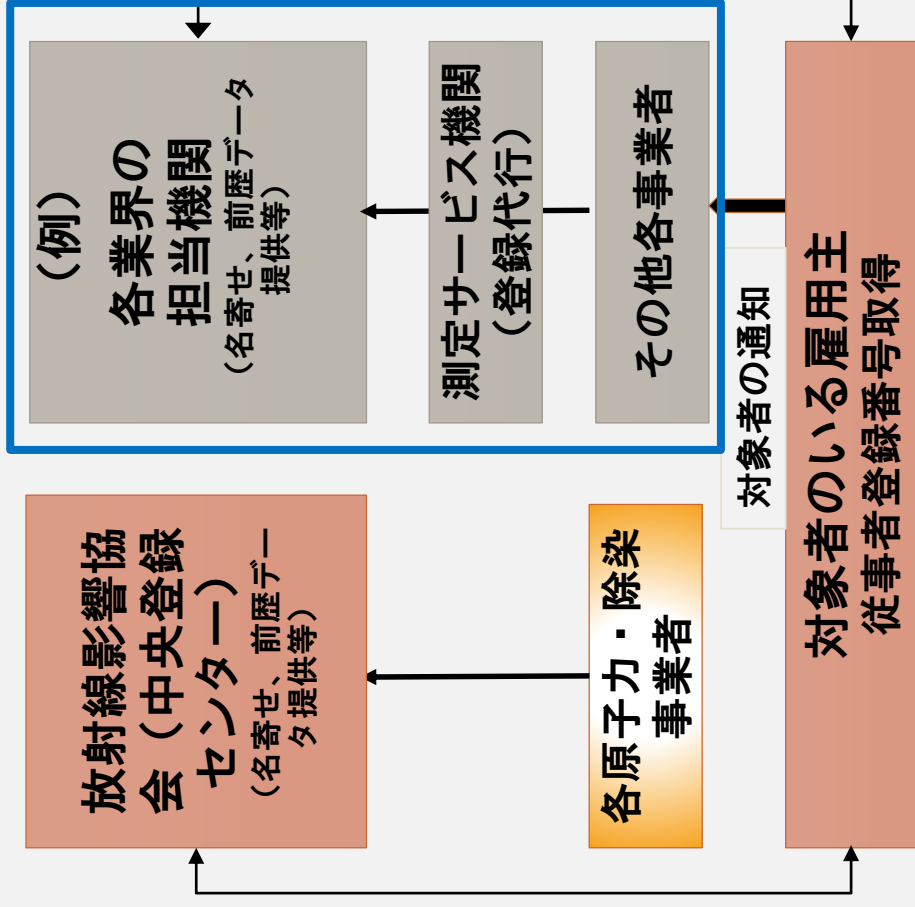 （例）
各業界の
担当機関
（名寄せ、前歴データ
提供等）
測定サービス機関
（登録代行）
その他各事業者
放射線影響協
会（中央登録
センター）
（名寄せ、前歴デー
タ提供等）
各原子力・除染
事業者
対象者の通知
対象者のいる雇用主
従事者登録番号取得